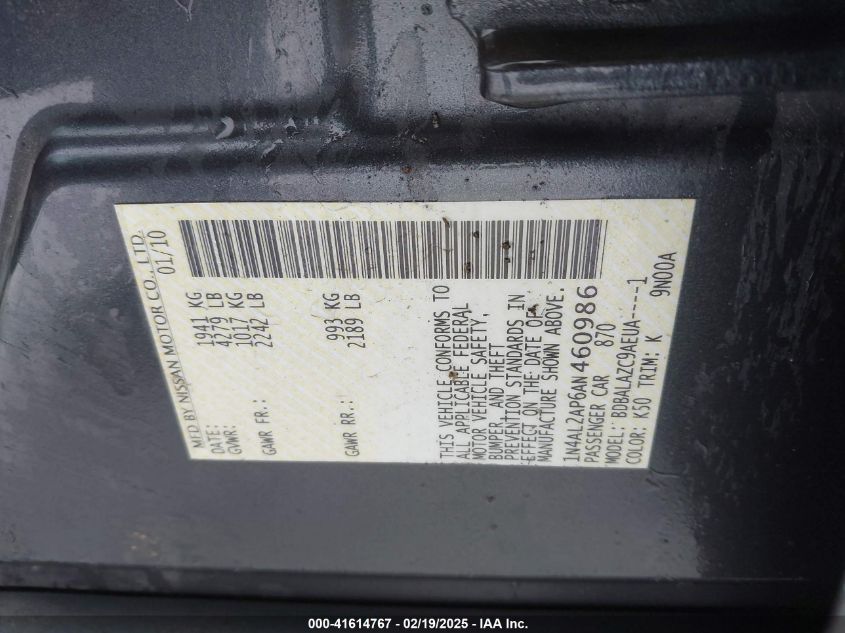 MFD BY NISSAN MOTOR CO., LTD.
DATE: 01/10
GVWR: 1941 KG
4279 LB
GAWR FR.: 1017 KG
2242 LB
GAWR RR.: 993 KG
2189 LB
THIS VEHICLE CONFORMS TO
ALL APPLICABLE FEDERAL
MOTOR VEHICLE SAFETY,
BUMPER, AND THEFT
PREVENTION STANDARDS IN
EFFECT ON THE DATE OF
MANUFACTURE SHOWN ABOVE.
1N4AL2AP6AN460986
PASSENGER CAR 870
MODEL: BDBALAZC9AEUA-----1
COLOR: K50 TRIM: K 9N00A
000-41614767 — 02/19/2025 — IAA Inc.